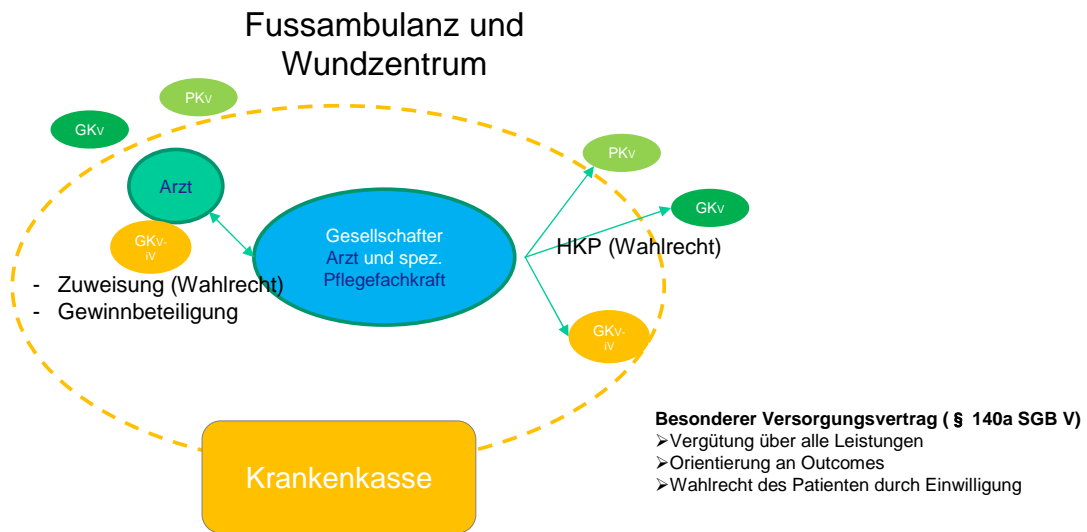 Fussambulanz und
Wundzentrum
PKV
GKV
Arzt
GKV-
iV
- Zuweisung (Wahlrecht)
- Gewinnbeteiligung
Gesellschafter
Arzt und spez.
Pflegefachkraft
PKV
GKV
HKP (Wahlrecht)
GKV-
iV
Krankenkasse
Besonderer Versorgungsvertrag ( § 140a SGB V)
➢Vergütung über alle Leistungen
➢Orientierung an Outcomes
➢Wahlrecht des Patienten durch Einwilligung